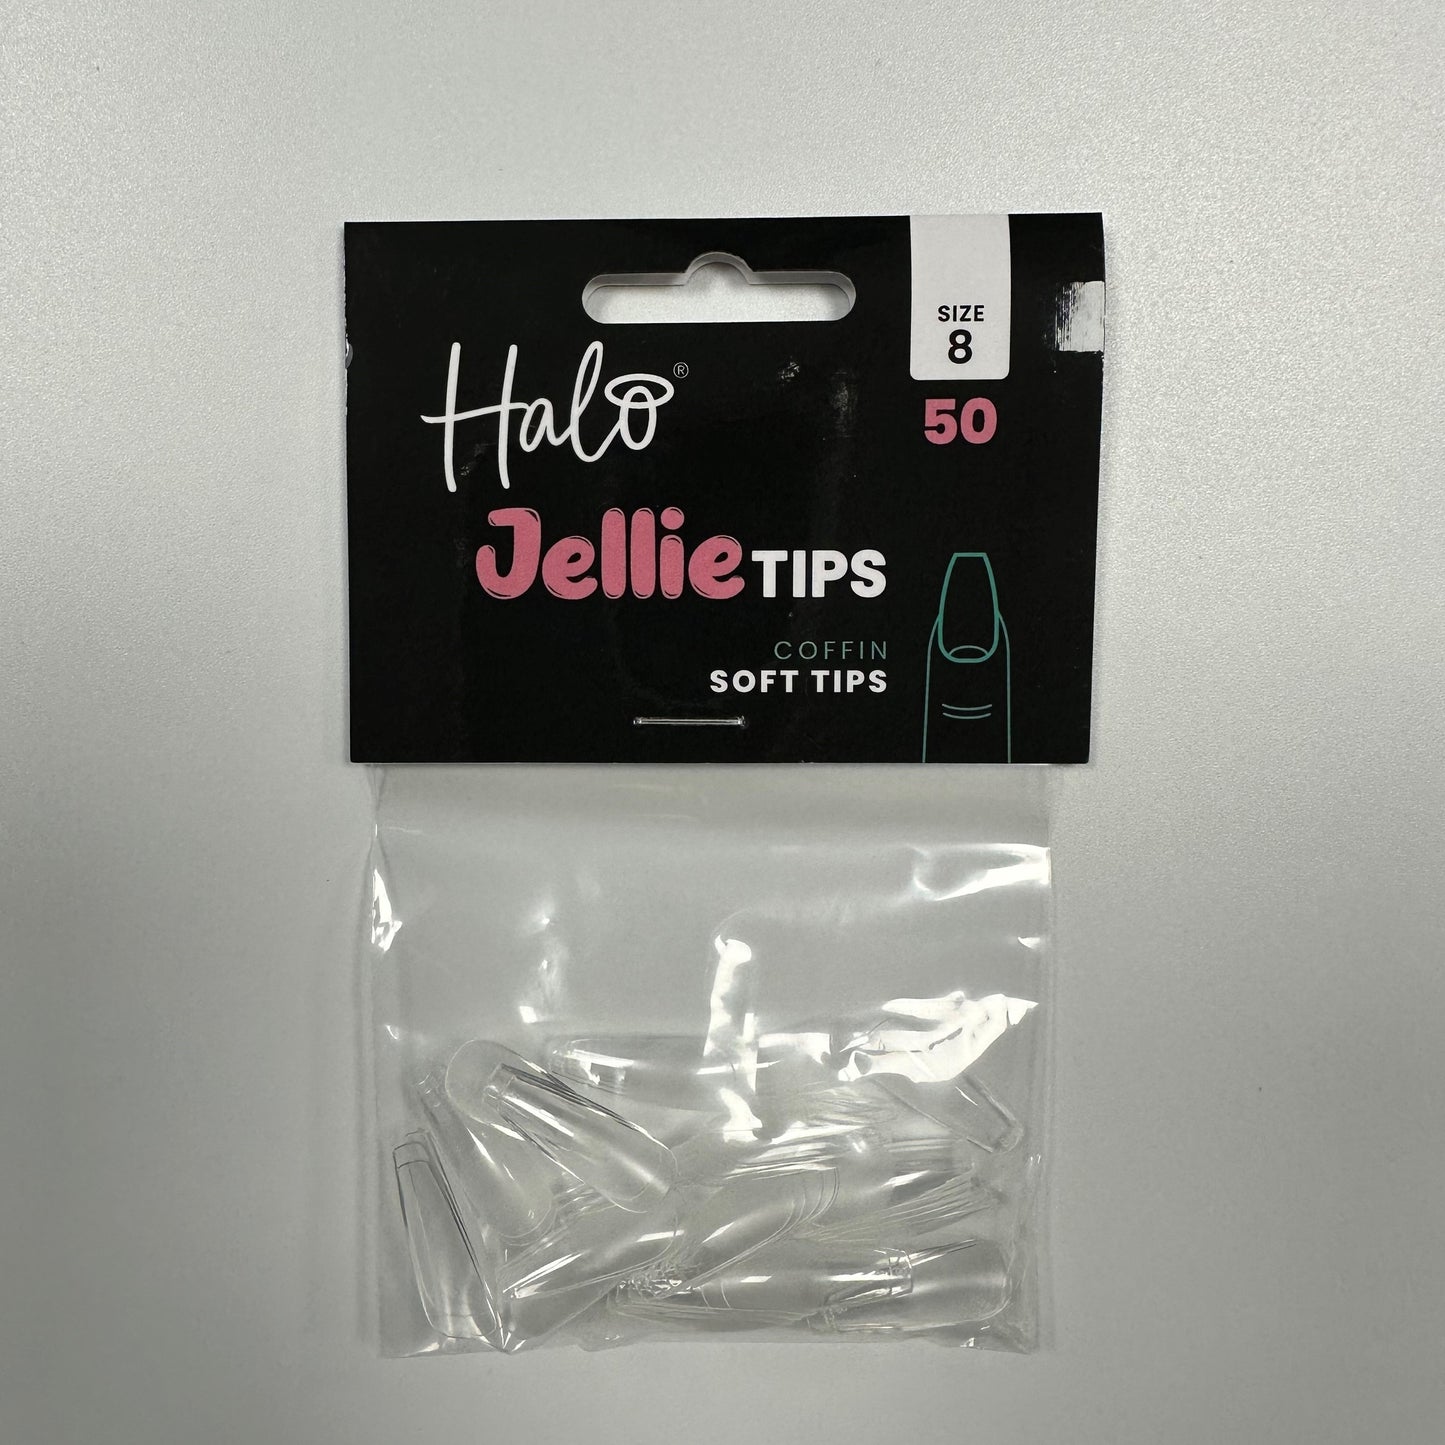 SIZE
8
50
Halo®
Jellie TIPS
COFFIN
SOFT TIPS